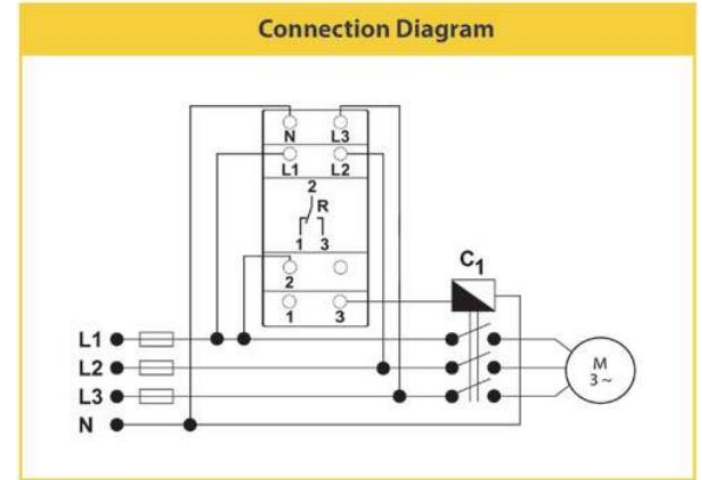 Connection Diagram
N L3
L1 L2
2
R
1 3
2
1 3
C1
L1
L2
L3
N
M
3~